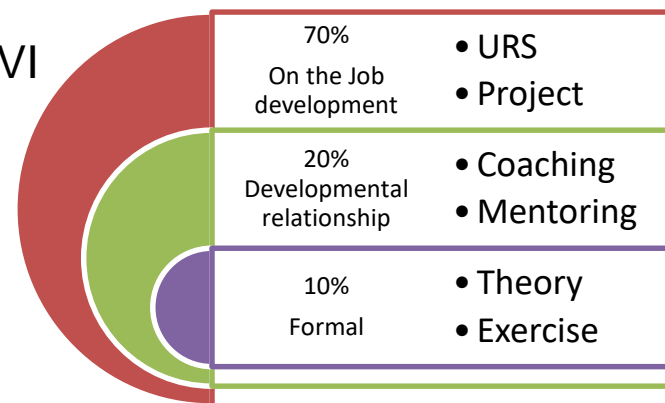 VI
70%
On the Job
development
• URS
• Project
20%
Developmental
relationship
• Coaching
• Mentoring
10%
Formal
• Theory
• Exercise